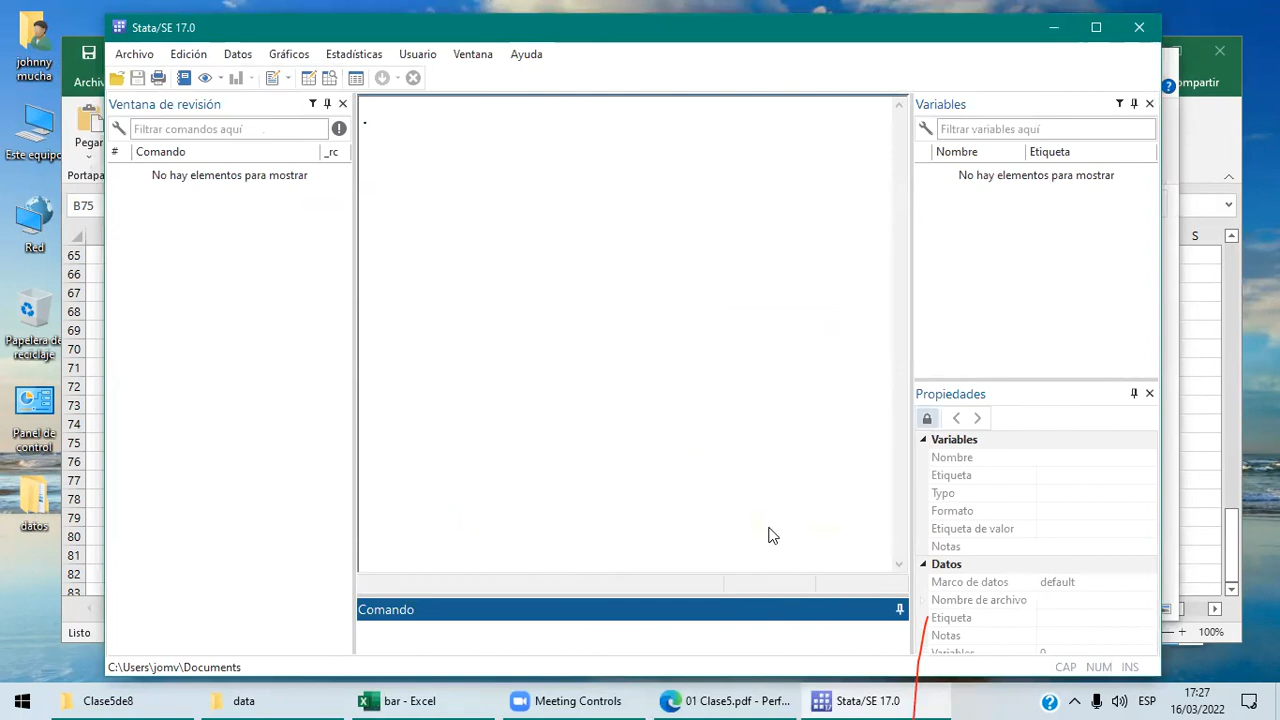 johnny
mucha
Este equipo
Red
Papelera de
reciclaje
Panel de
control
datos
Stata/SE 17.0
Archivo Edición Datos Gráficos Estadísticas Usuario Ventana Ayuda
Ventana de revisión
Filtrar comandos aquí
# Comando _rc
No hay elementos para mostrar
.
Comando
Variables
Filtrar variables aquí
Nombre Etiqueta
No hay elementos para mostrar
Propiedades
Variables
Nombre
Etiqueta
Typo
Formato
Etiqueta de valor
Notas
Datos
Marco de datos default
Nombre de archivo
Etiqueta
Notas
Variables 0
C:\Users\jomv\Documents
CAP NUM INS
Archiv
Pegar
Portapa
B75
65
66
67
68
69
70
71
72
73
74
75
76
77
78
79
80
81
82
83
Listo
ompartir
S
100%
Clase5de8 data bar - Excel Meeting Controls 01 Clase5.pdf - Perf... Stata/SE 17.0
ESP
17:27
16/03/2022